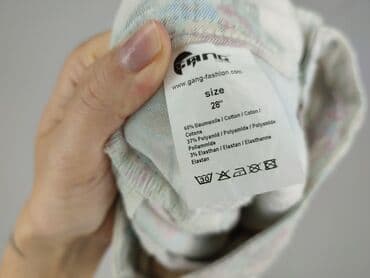 GANG
www.gang-fashion.com
size
28"
60% Baumwolle / Cotton / Coton /
Cotone
37% Polyamid / Polyamide / Polyamide
Poliammide
3% Elasthan / Elastan / Elasthanne
Elastan
30